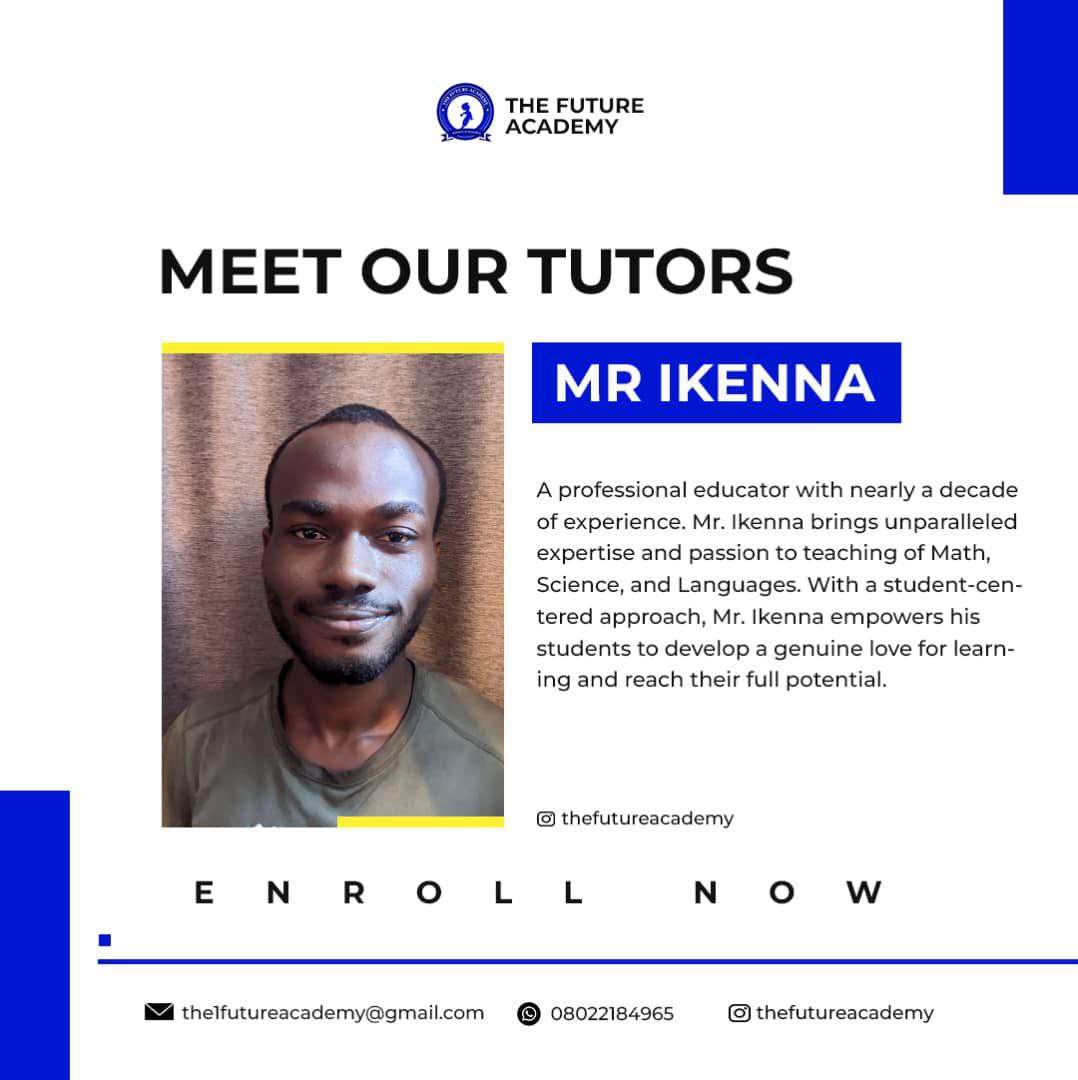 THE FUTURE
ACADEMY
MEET OUR TUTORS
MR IKENNA
A professional educator with nearly a decade
of experience. Mr. Ikenna brings unparalleled
expertise and passion to teaching of Math,
Science, and Languages. With a student-cen-
tered approach, Mr. Ikenna empowers his
students to develop a genuine love for learn-
ing and reach their full potential.
thefutureacademy
ENROLL NOW
the1futureacademy@gmail.com 08022184965 thefutureacademy